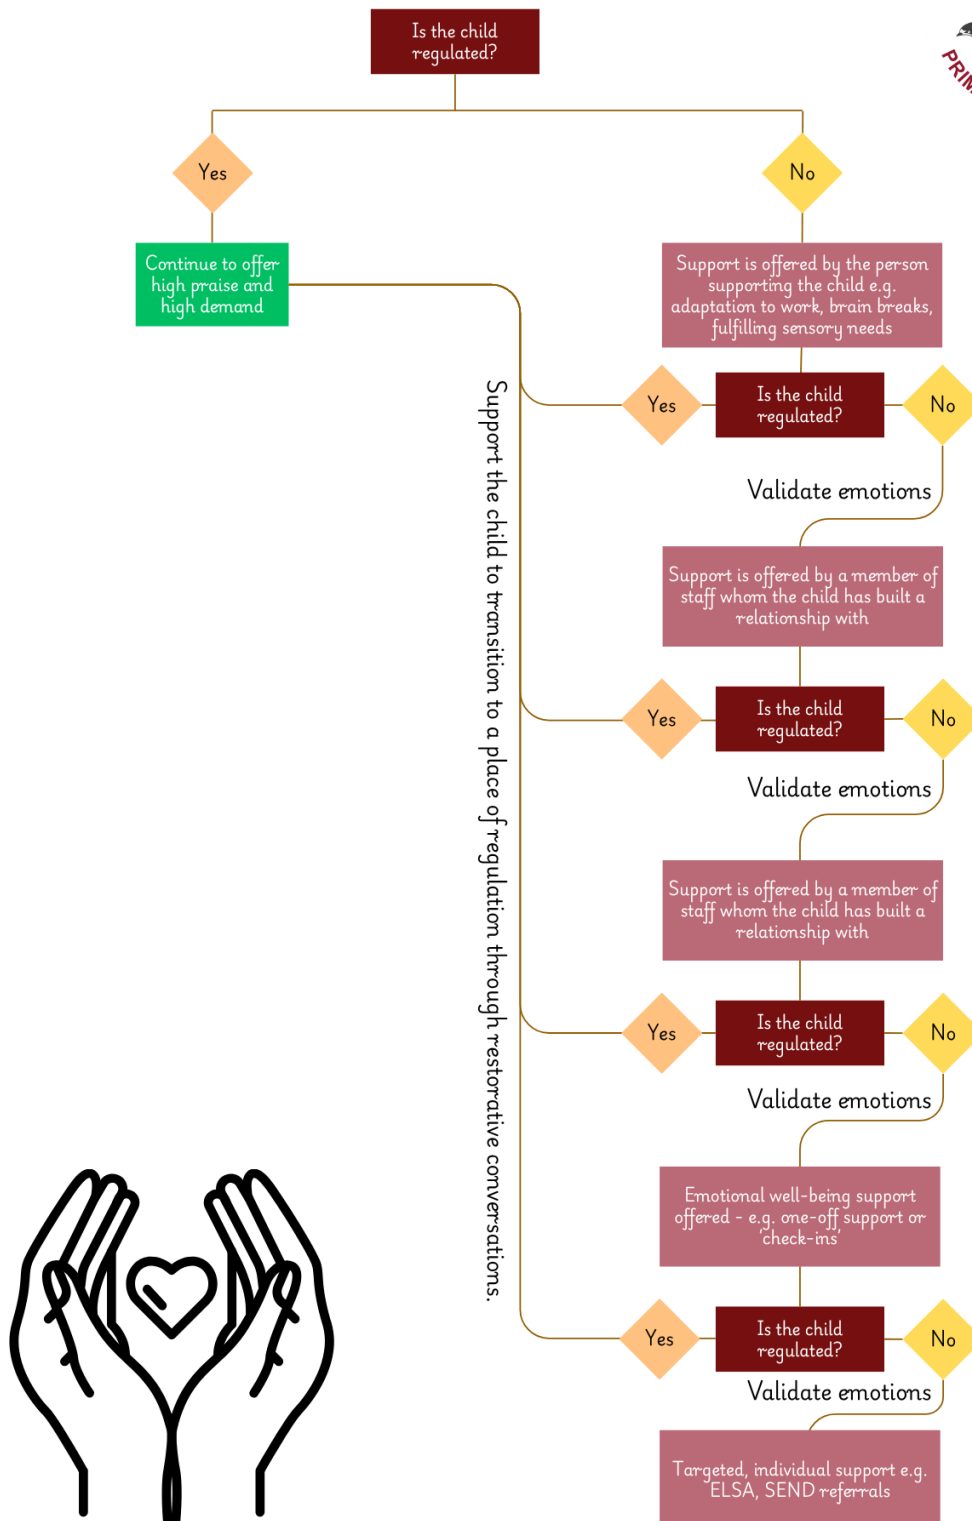 Is the child
regulated?
Yes
No
Continue to offer
high praise and
high demand
Support is offered by the person
supporting the child e.g.
adaptation to work, brain breaks,
fulfilling sensory needs
Yes
Is the child
regulated?
No
Validate emotions
Support the child to transition to a place of regulation through restorative conversations.
Support is offered by a member of
staff whom the child has built a
relationship with
Yes
Is the child
regulated?
No
Validate emotions
Support is offered by a member of
staff whom the child has built a
relationship with
Yes
Is the child
regulated?
No
Validate emotions
Emotional well-being support
offered - e.g. one-off support or
'check-ins'
Yes
Is the child
regulated?
No
Validate emotions
Targeted, individual support e.g.
ELSA, SEND referrals